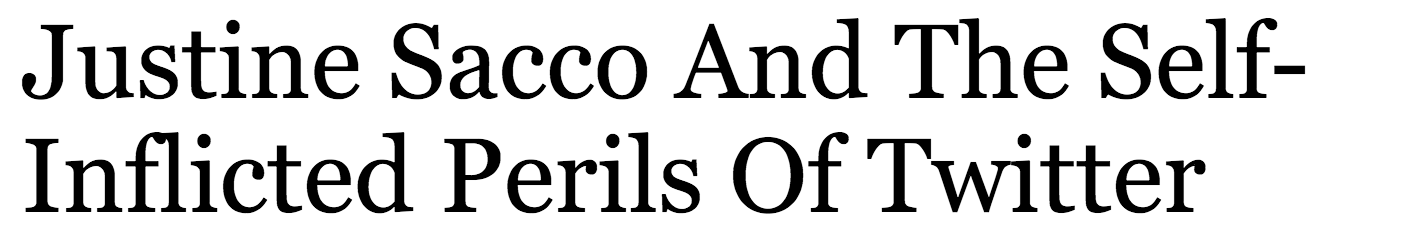 Justine Sacco And The Self-
Inflicted Perils Of Twitter